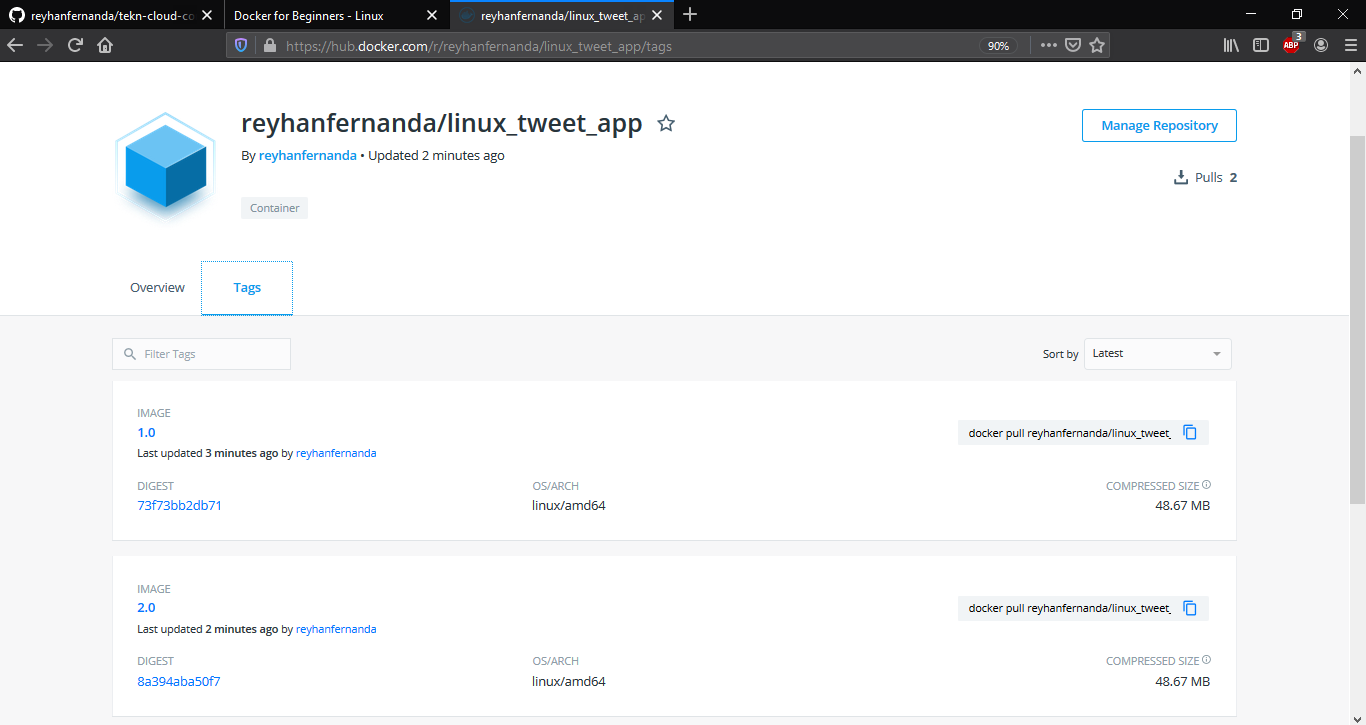 reyhanfernanda/tekn-cloud-co
Docker for Beginners - Linux
reyhanfernanda/linux_tweet_ap
https://hub.docker.com/r/reyhanfernanda/linux_tweet_app/tags
90%
ABP
3
reyhanfernanda/linux_tweet_app
Manage Repository
By reyhanfernanda • Updated 2 minutes ago
Pulls 2
Container
Overview
Tags
Filter Tags
Sort by
Latest
IMAGE
1.0
docker pull reyhanfernanda/linux_tweet_
Last updated 3 minutes ago by reyhanfernanda
DIGEST
OS/ARCH
COMPRESSED SIZE
73f73bb2db71
linux/amd64
48.67 MB
IMAGE
2.0
docker pull reyhanfernanda/linux_tweet_
Last updated 2 minutes ago by reyhanfernanda
DIGEST
OS/ARCH
COMPRESSED SIZE
8a394aba50f7
linux/amd64
48.67 MB